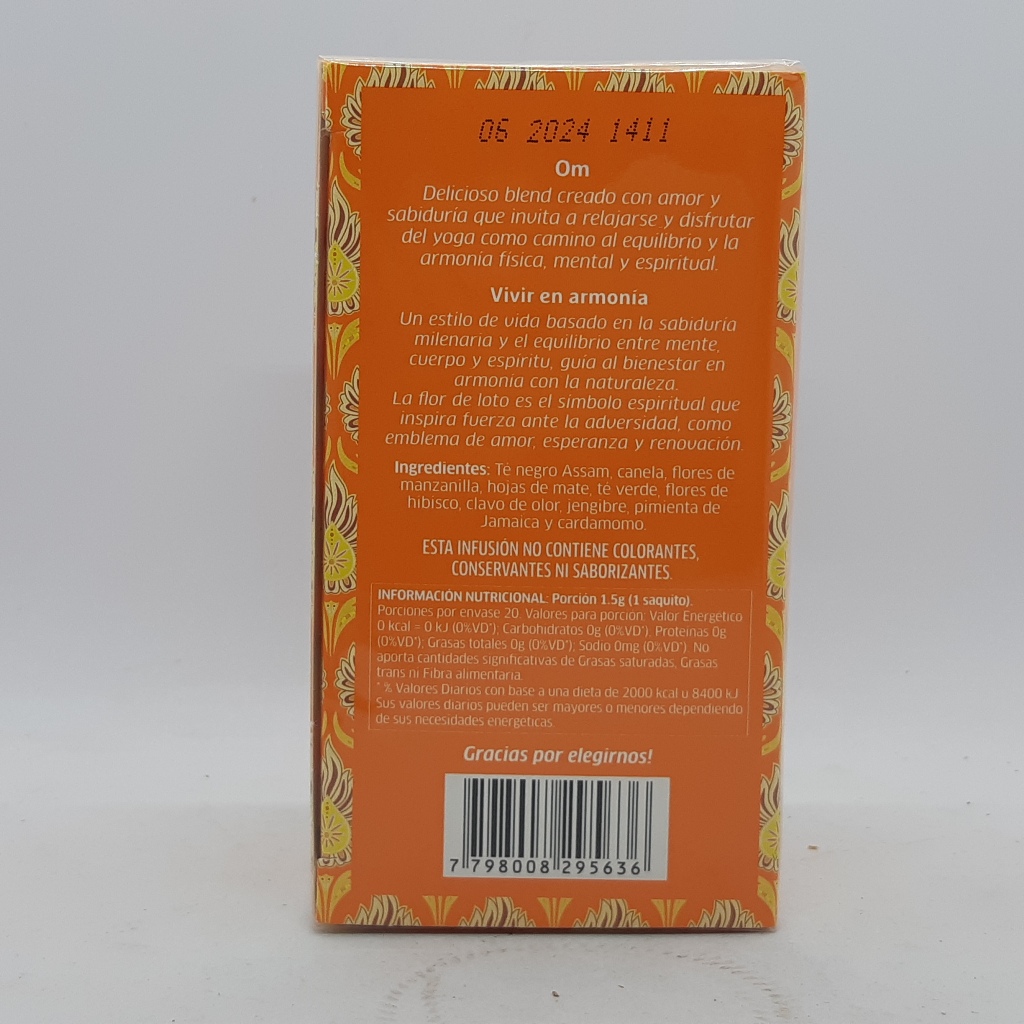 06 2024 1411
Om
Delicioso blend creado con amor y
sabiduría que invita a relajarse y disfrutar
del yoga como camino al equilibrio y la
armonía física, mental y espiritual.
Vivir en armonía
Un estilo de vida basado en la sabiduría
milenaria y el equilibrio entre mente,
cuerpo y espíritu, guía al bienestar en
armonía con la naturaleza.
La flor de loto es el símbolo espiritual que
inspira fuerza ante la adversidad, como
emblema de amor, esperanza y renovación.
Ingredientes: Té negro Assam, canela, flores de
manzanilla, hojas de mate, té verde, flores de
hibisco, clavo de olor, jengibre, pimienta de
Jamaica y cardamomo.
ESTA INFUSIÓN NO CONTIENE COLORANTES,
CONSERVANTES NI SABORIZANTES.
INFORMACIÓN NUTRICIONAL: Porción 1.5g (1 saquito).
Porciones por envase 20. Valores para porción: Valor Energético
0 kcal = 0 kJ (0%VD*); Carbohidratos 0g (0%VD*); Proteínas 0g
(0%VD*); Grasas totales 0g (0%VD*); Sodio 0mg (0%VD*). No
aporta cantidades significativas de Grasas saturadas, Grasas
trans ni Fibra alimentaria.
* % Valores Diarios con base a una dieta de 2000 kcal u 8400 kJ
Sus valores diarios pueden ser mayores o menores dependiendo
de sus necesidades energéticas.
Gracias por elegirnos!
7 798008 295636